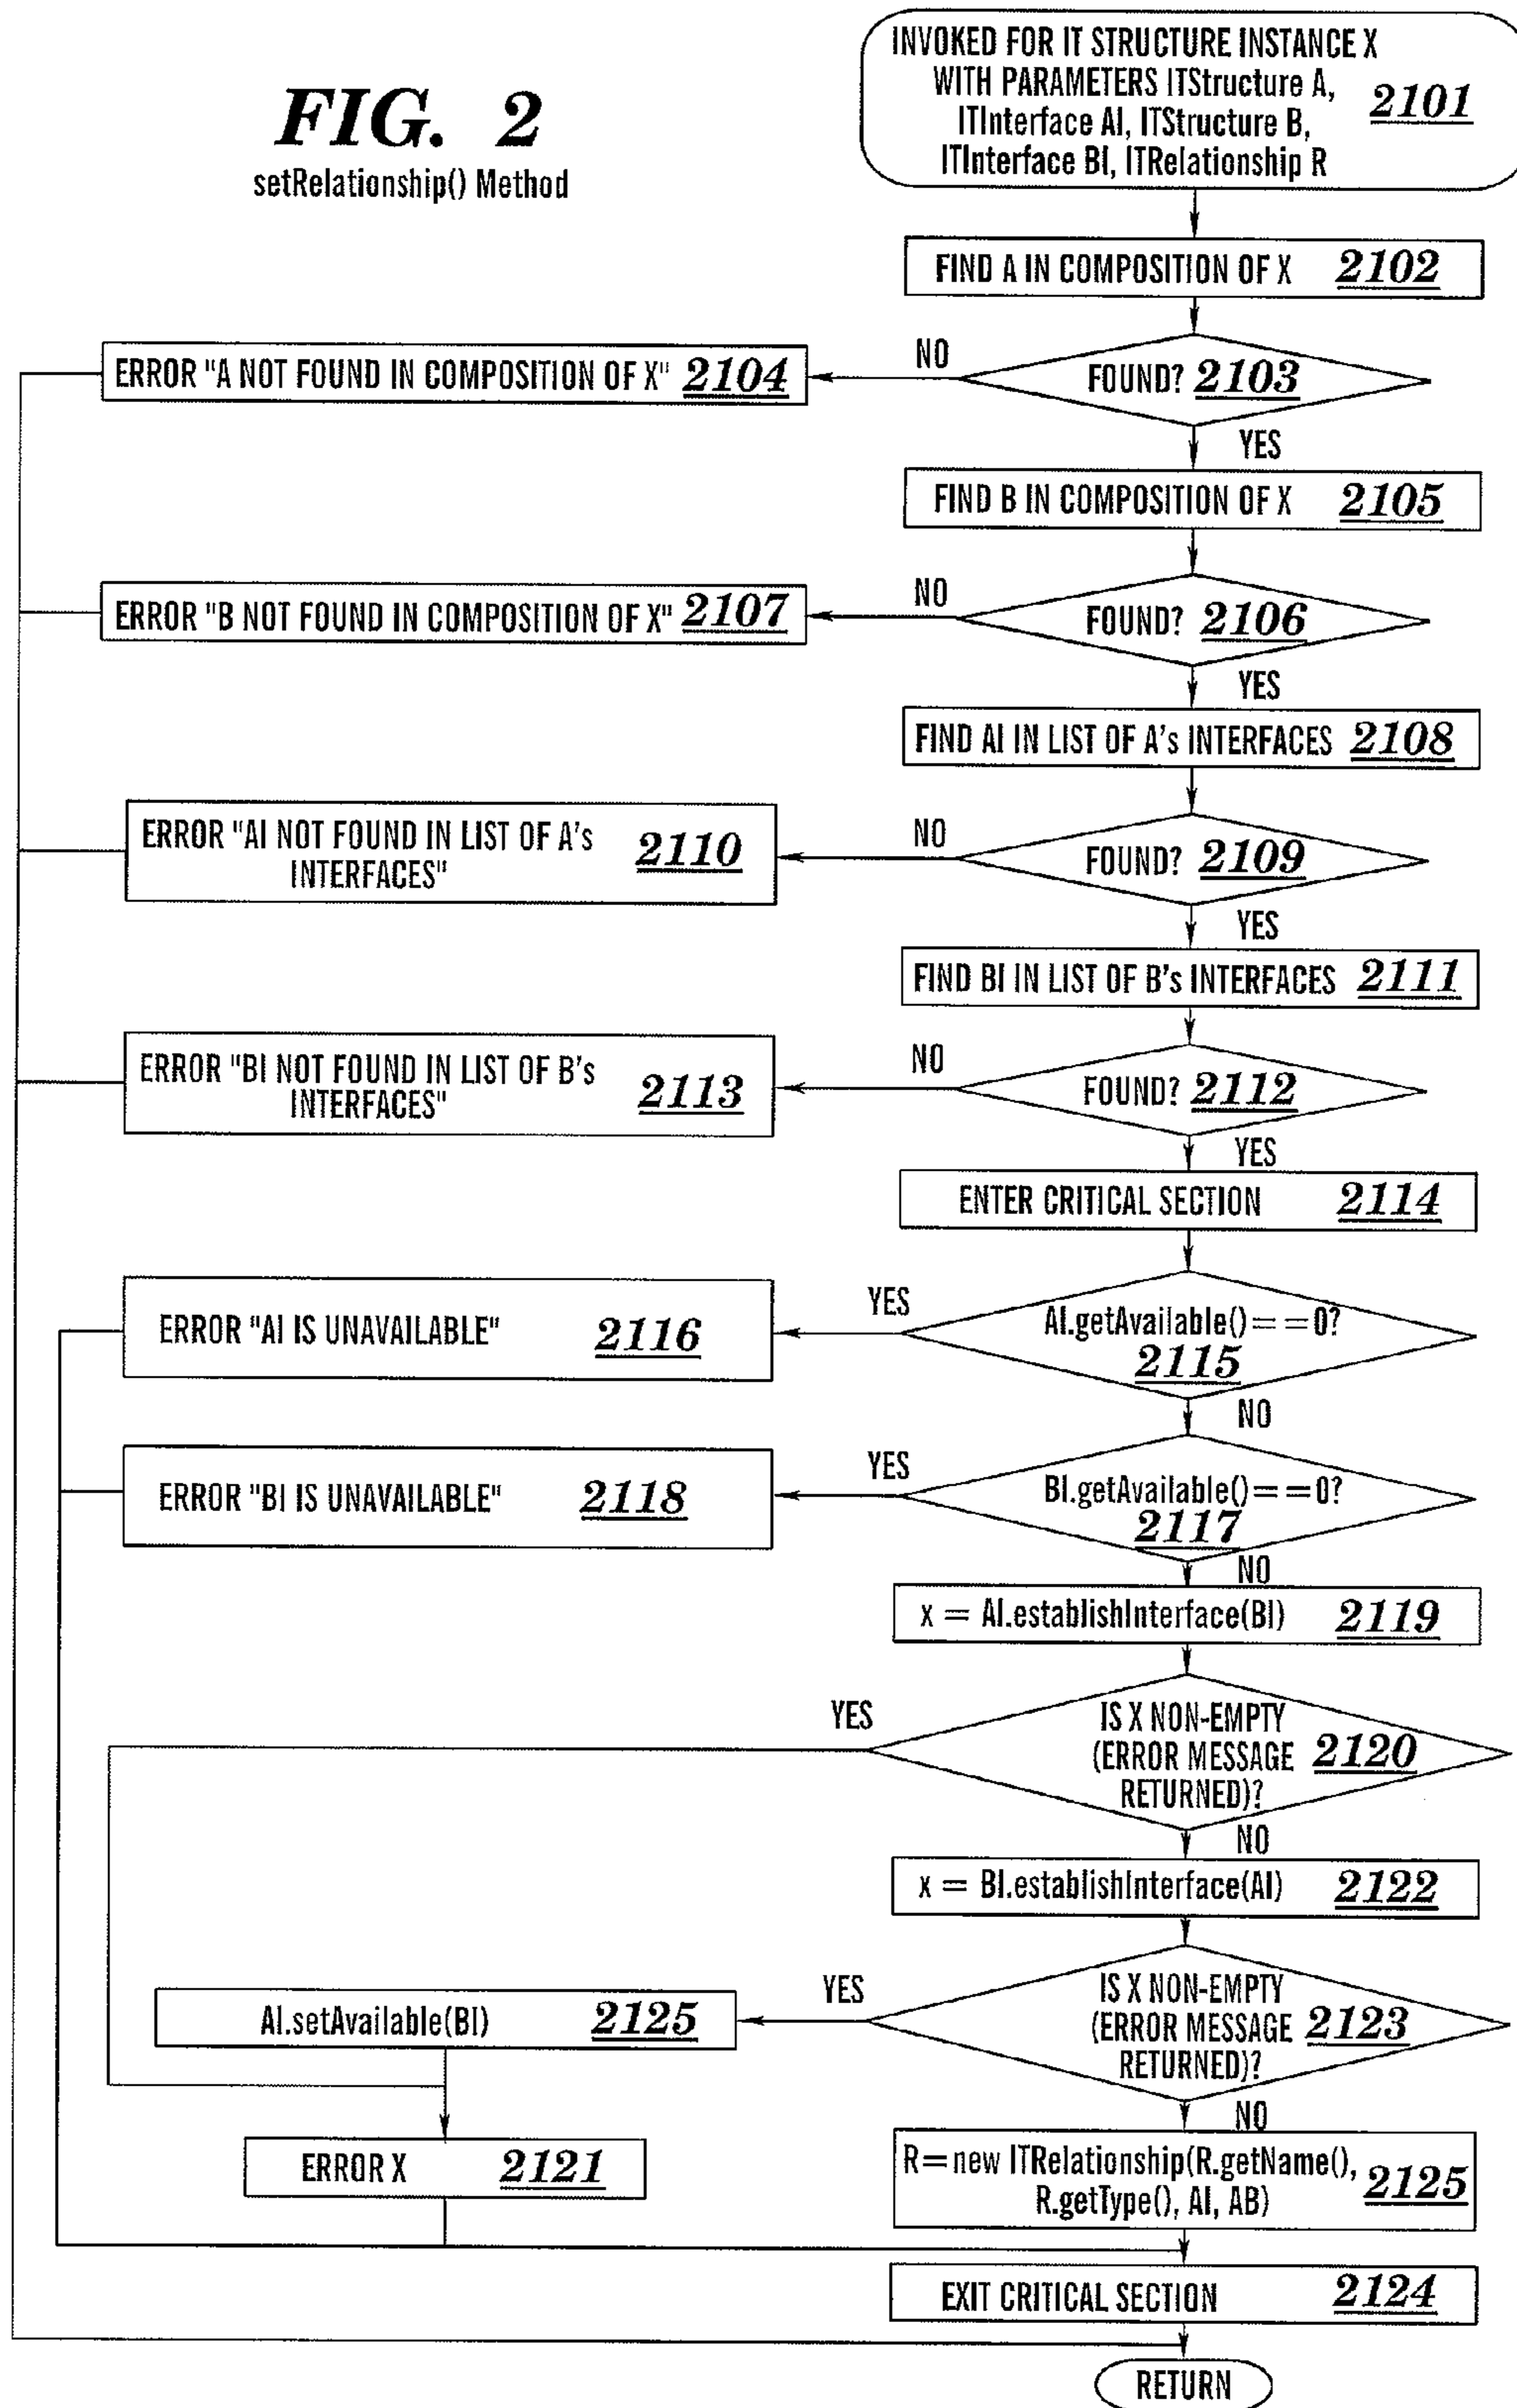 FIG. 2
setRelationship() Method
INVOKED FOR IT STRUCTURE INSTANCE X
WITH PARAMETERS ITStructure A,
ITInterface AI, ITStructure B,
ITInterface BI, ITRelationship R
2101
FIND A IN COMPOSITION OF X 2102
FOUND? 2103
NO
ERROR "A NOT FOUND IN COMPOSITION OF X" 2104
YES
FIND B IN COMPOSITION OF X 2105
FOUND? 2106
NO
ERROR "B NOT FOUND IN COMPOSITION OF X" 2107
YES
FIND AI IN LIST OF A's INTERFACES 2108
FOUND? 2109
NO
ERROR "AI NOT FOUND IN LIST OF A's
INTERFACES"
2110
YES
FIND BI IN LIST OF B's INTERFACES 2111
FOUND? 2112
NO
ERROR "BI NOT FOUND IN LIST OF B's
INTERFACES"
2113
YES
ENTER CRITICAL SECTION 2114
AI.getAvailable()==0?
2115
YES
ERROR "AI IS UNAVAILABLE" 2116
NO
BI.getAvailable()==0?
2117
YES
ERROR "BI IS UNAVAILABLE" 2118
NO
x = AI.establishInterface(BI) 2119
IS X NON-EMPTY
(ERROR MESSAGE
RETURNED)?
2120
YES
NO
x = BI.establishInterface(AI) 2122
IS X NON-EMPTY
(ERROR MESSAGE
RETURNED)?
2123
YES
AI.setAvailable(BI) 2125
NO
ERROR X 2121
R=new ITRelationship(R.getName(),
R.getType(), AI, AB)
2125
EXIT CRITICAL SECTION 2124
RETURN